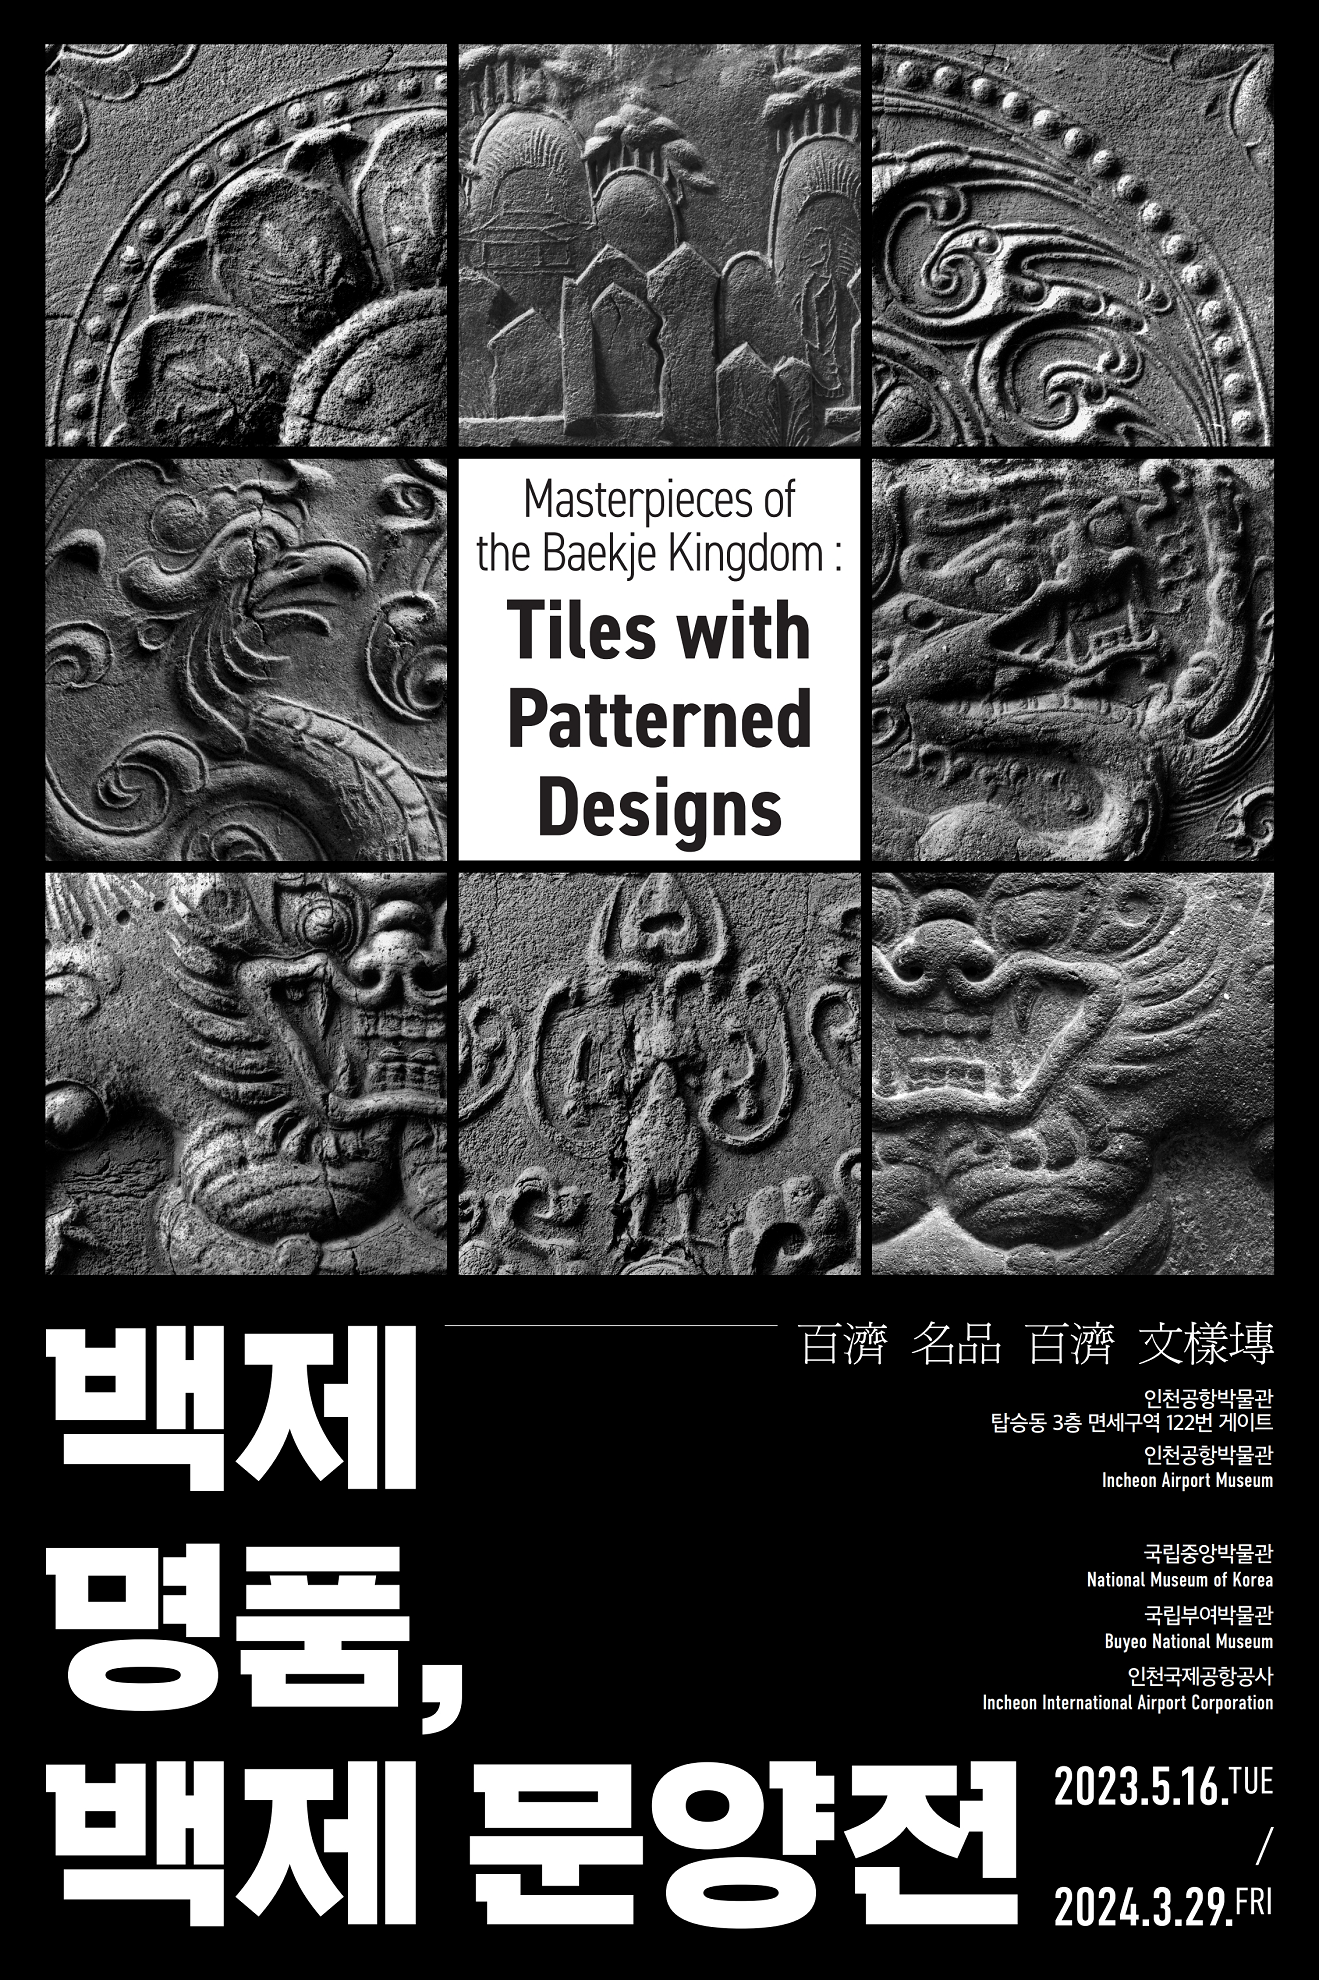 Masterpieces of
the Baekje Kingdom :
Tiles with
Patterned
Designs
백제
百濟 名品 百濟 文樣塼
인천공항박물관
탑승동 3층 면세구역 122번 게이트
인천공항박물관
Incheon Airport Museum
명품,
국립중앙박물관
National Museum of Korea
국립부여박물관
Buyeo National Museum
인천국제공항공사
Incheon International Airport Corporation
백제 문양전
2023.5.16.TUE
/
2024.3.29.FRI